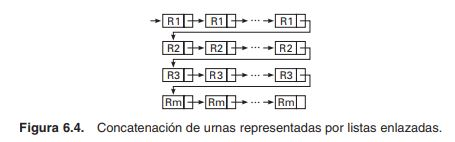 R1 R1 ... R1
R2 R2 ... R2
R3 R3 ... R3
Rm Rm ... Rm
Figura 6.4. Concatenación de urnas representadas por listas enlazadas.